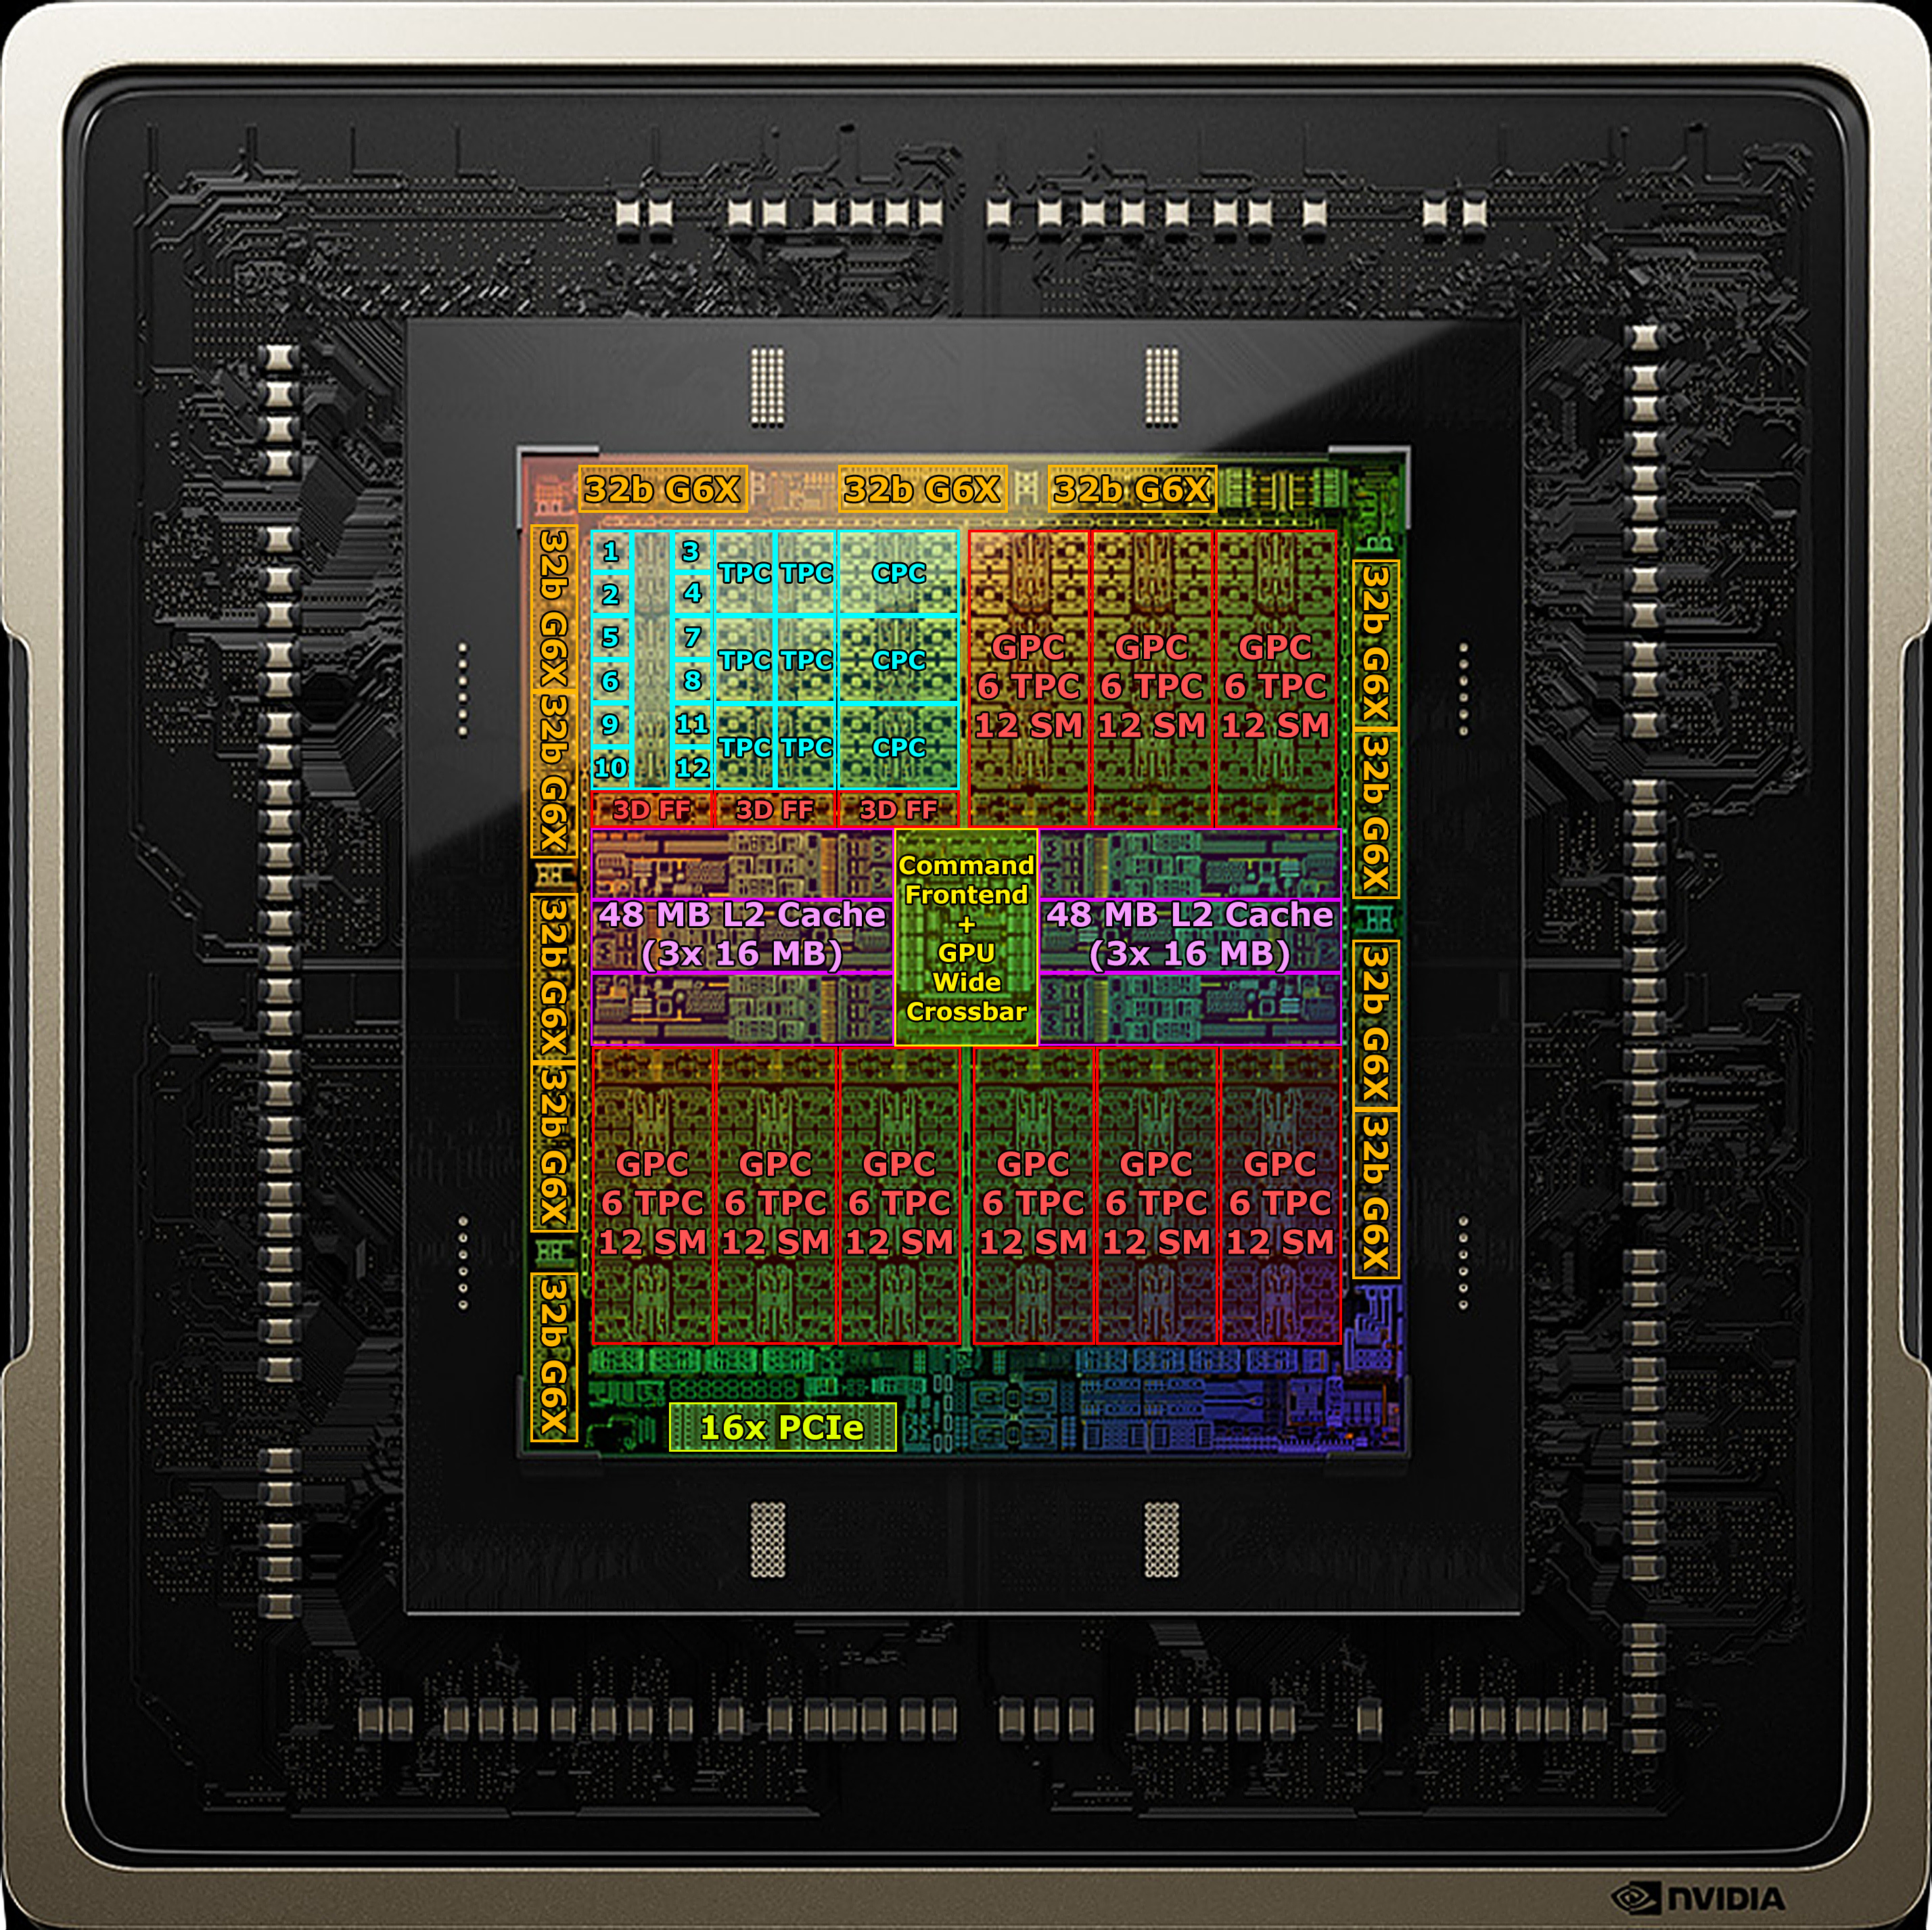 32b G6X
32b G6X
32b G6X
32b G6X
32b G6X
32b G6X
32b G6X
32b G6X
1
2
3
4
5
6
7
8
9
10
11
12
TPC
TPC
CPC
TPC
TPC
CPC
TPC
TPC
CPC
3D FF
3D FF
3D FF
GPC
6 TPC
12 SM
GPC
6 TPC
12 SM
GPC
6 TPC
12 SM
32b G6X
32b G6X
32b G6X
32b G6X
48 MB L2 Cache
(3x 16 MB)
Command
Frontend
+
GPU
Wide
Crossbar
48 MB L2 Cache
(3x 16 MB)
GPC
6 TPC
12 SM
GPC
6 TPC
12 SM
GPC
6 TPC
12 SM
GPC
6 TPC
12 SM
GPC
6 TPC
12 SM
GPC
6 TPC
12 SM
16x PCIe
NVIDIA